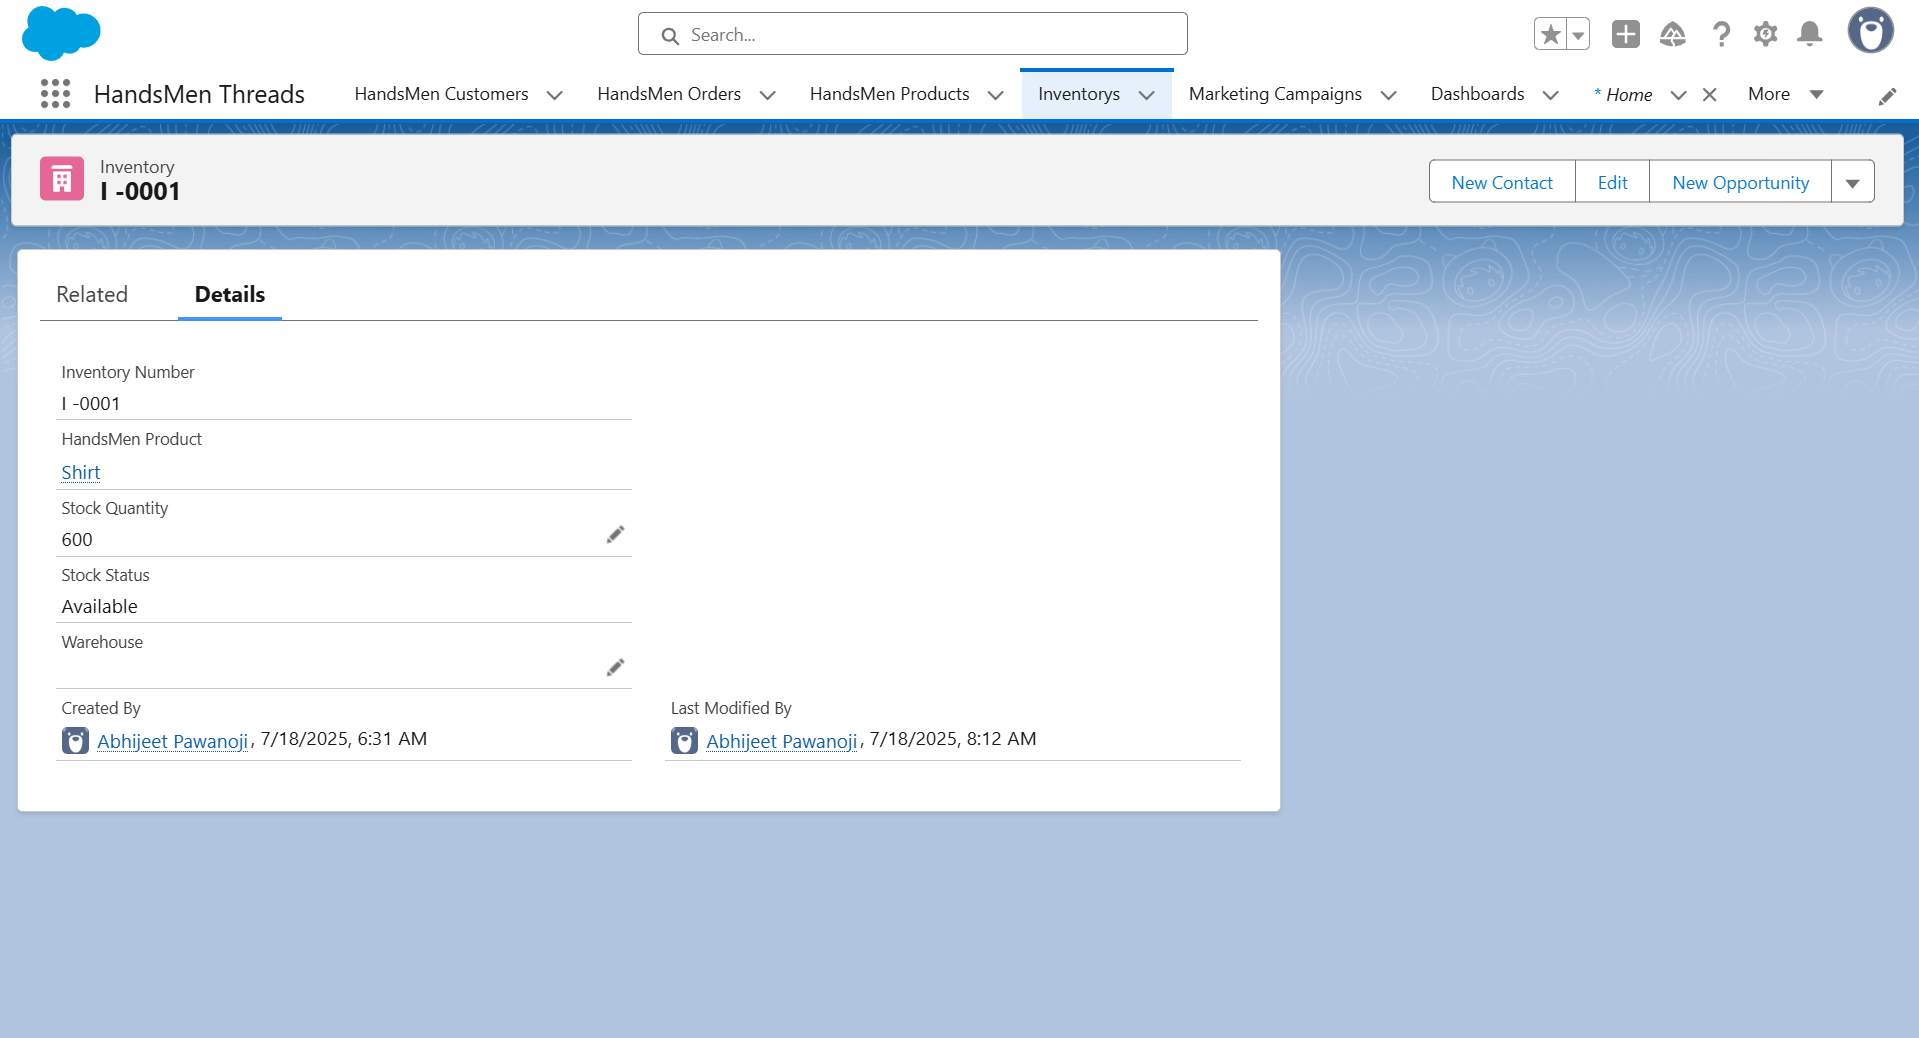 Search...
HandsMen Threads
HandsMen Customers
HandsMen Orders
HandsMen Products
Inventorys
Marketing Campaigns
Dashboards
* Home
More
Inventory
I -0001
New Contact
Edit
New Opportunity
Related
Details
Inventory Number
I -0001
HandsMen Product
Shirt
Stock Quantity
600
Stock Status
Available
Warehouse
Created By
Abhijeet Pawanoji, 7/18/2025, 6:31 AM
Last Modified By
Abhijeet Pawanoji, 7/18/2025, 8:12 AM